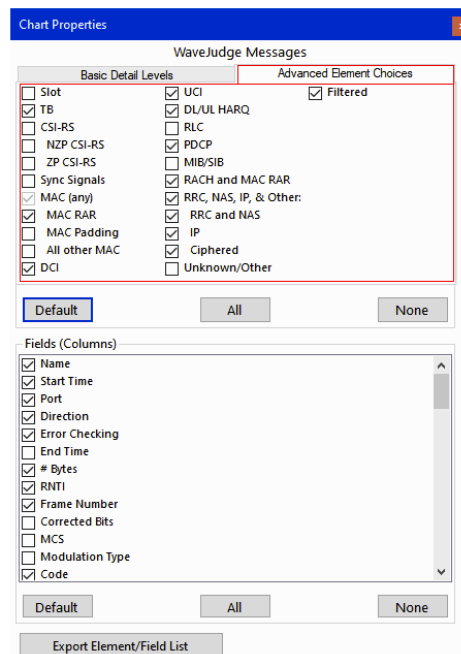 Chart Properties
WaveJudge Messages
Basic Detail Levels
Advanced Element Choices
Slot
TB
CSI-RS
NZP CSI-RS
ZP CSI-RS
Sync Signals
MAC (any)
MAC RAR
MAC Padding
All other MAC
DCI
UCI
DL/UL HARQ
RLC
PDCP
MIB/SIB
RACH and MAC RAR
RRC, NAS, IP, & Other:
RRC and NAS
IP
Ciphered
Unknown/Other
Filtered
Default
All
None
Fields (Columns)
Name
Start Time
Port
Direction
Error Checking
End Time
# Bytes
RNTI
Frame Number
Corrected Bits
MCS
Modulation Type
Code
Default
All
None
Export Element/Field List